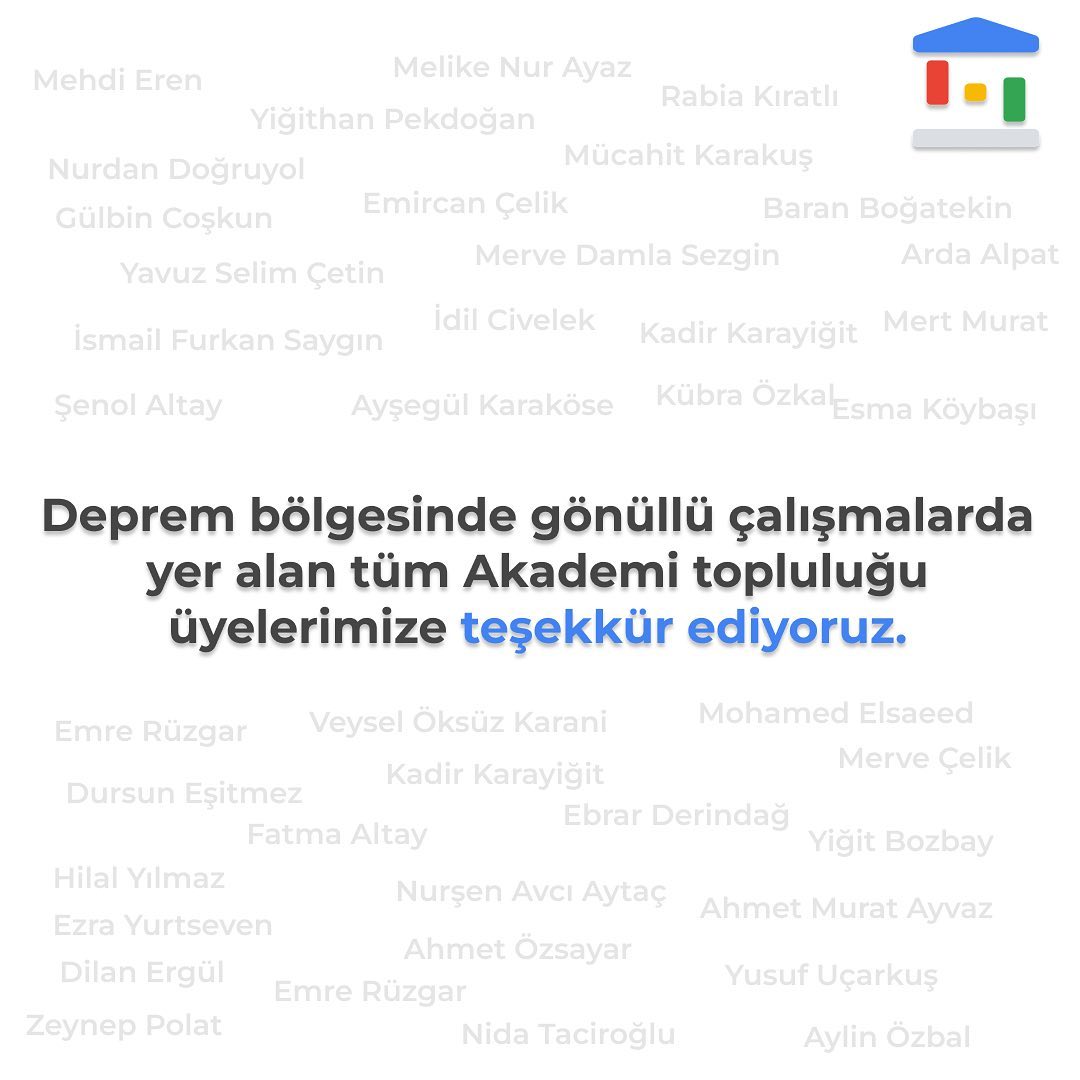 Mehdi Eren
Melike Nur Ayaz
Rabia Kıratlı
Yiğithan Pekdoğan
Nurdan Doğruyol
Mücahit Karakuş
Gülbin Coşkun
Emircan Çelik
Baran Boğatekin
Yavuz Selim Çetin
Merve Damla Sezgin
Arda Alpat
İsmail Furkan Saygın
İdil Civelek
Kadir Karayiğit
Mert Murat
Şenol Altay
Ayşegül Karaköse
Kübra Özkal
Esma Köybaşı
Deprem bölgesinde gönüllü çalışmalarda
yer alan tüm Akademi topluluğu
üyelerimize teşekkür ediyoruz.
Emre Rüzgar
Veysel Öksüz Karani
Mohamed Elsaeed
Merve Çelik
Dursun Eşitmez
Kadir Karayiğit
Ebrar Derindağ
Fatma Altay
Yiğit Bozbay
Hilal Yılmaz
Nurşen Avcı Aytaç
Ahmet Murat Ayvaz
Ezra Yurtseven
Ahmet Özsayar
Dilan Ergül
Emre Rüzgar
Yusuf Uçarkuş
Zeynep Polat
Nida Taciroğlu
Aylin Özbal